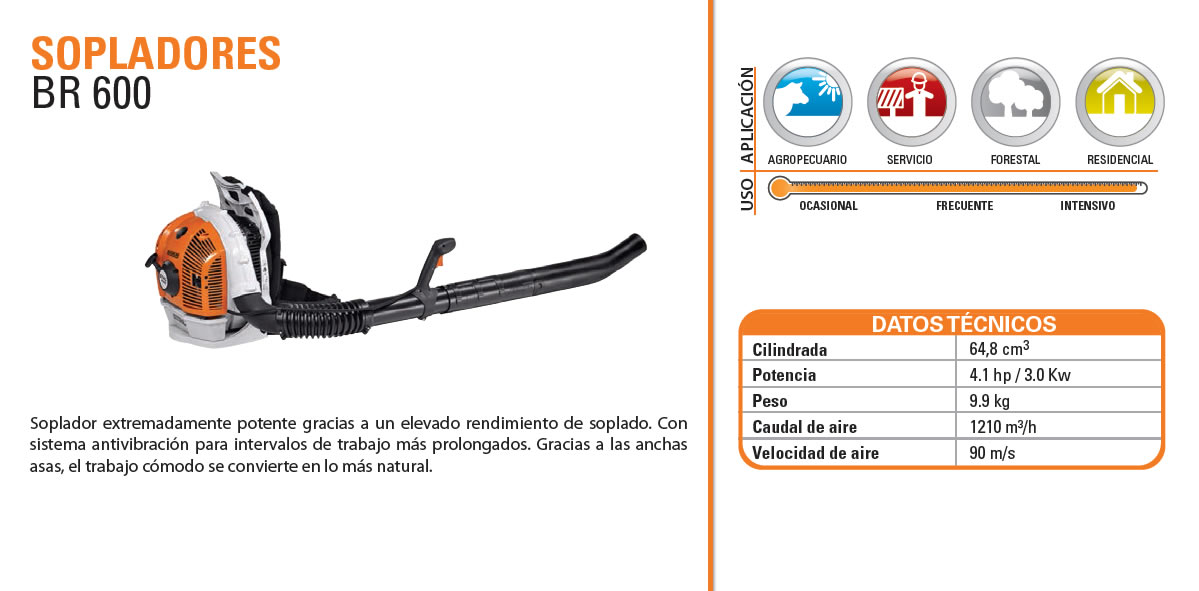 SOPLADORES
BR 600
Soplador extremadamente potente gracias a un elevado rendimiento de soplado. Con
sistema antivibración para intervalos de trabajo más prolongados. Gracias a las anchas
asas, el trabajo cómodo se convierte en lo más natural.
APLICACIÓN
AGROPECUARIO SERVICIO FORESTAL RESIDENCIAL
USO
OCASIONAL FRECUENTE INTENSIVO
DATOS TÉCNICOS
Cilindrada 64,8 cm³
Potencia 4.1 hp / 3.0 Kw
Peso 9.9 kg
Caudal de aire 1210 m³/h
Velocidad de aire 90 m/s